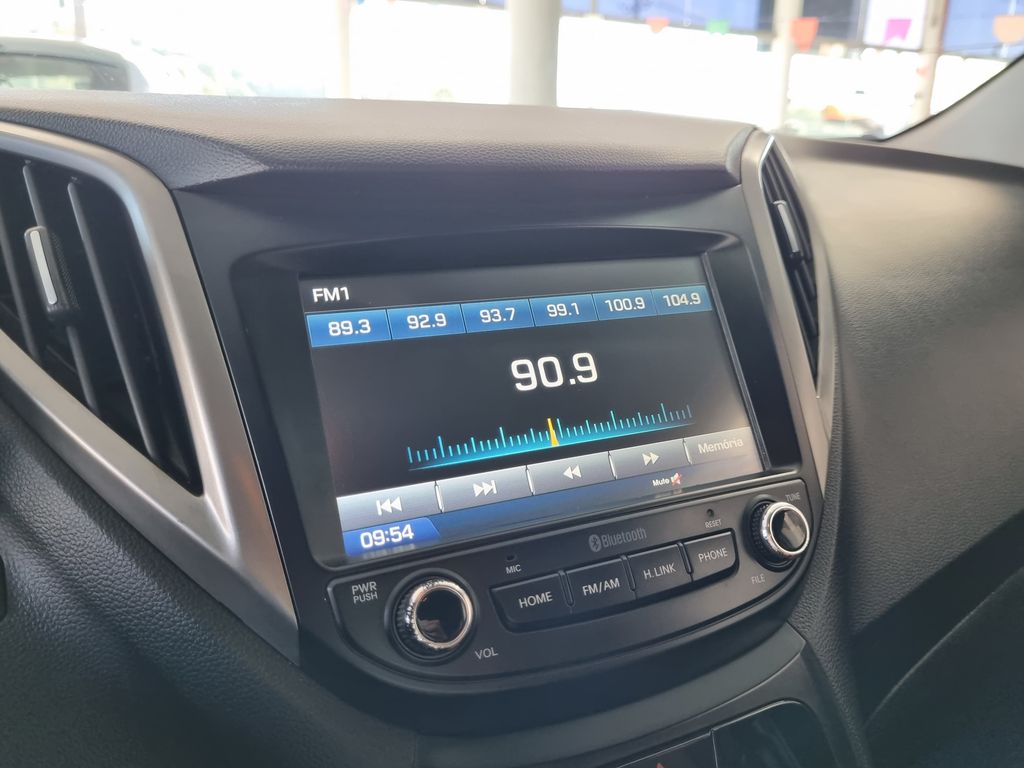 FM1
89.3 92.9 93.7 99.1 100.9 104.9
90.9
Memória
Mute
09:54
Bluetooth
RESET
TUNE
MIC
PWR
PUSH
HOME
FM/AM
H.LINK
PHONE
FILE
VOL